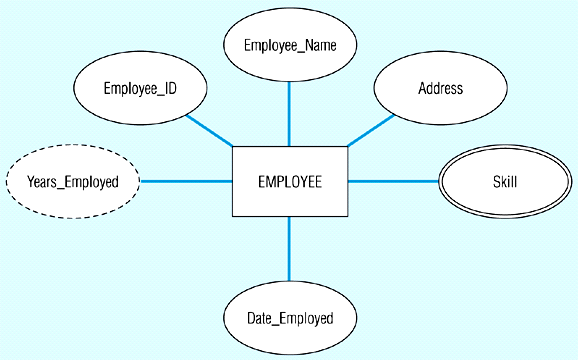 Employee_Name
Employee_ID
Address
Years_Employed
EMPLOYEE
Skill
Date_Employed